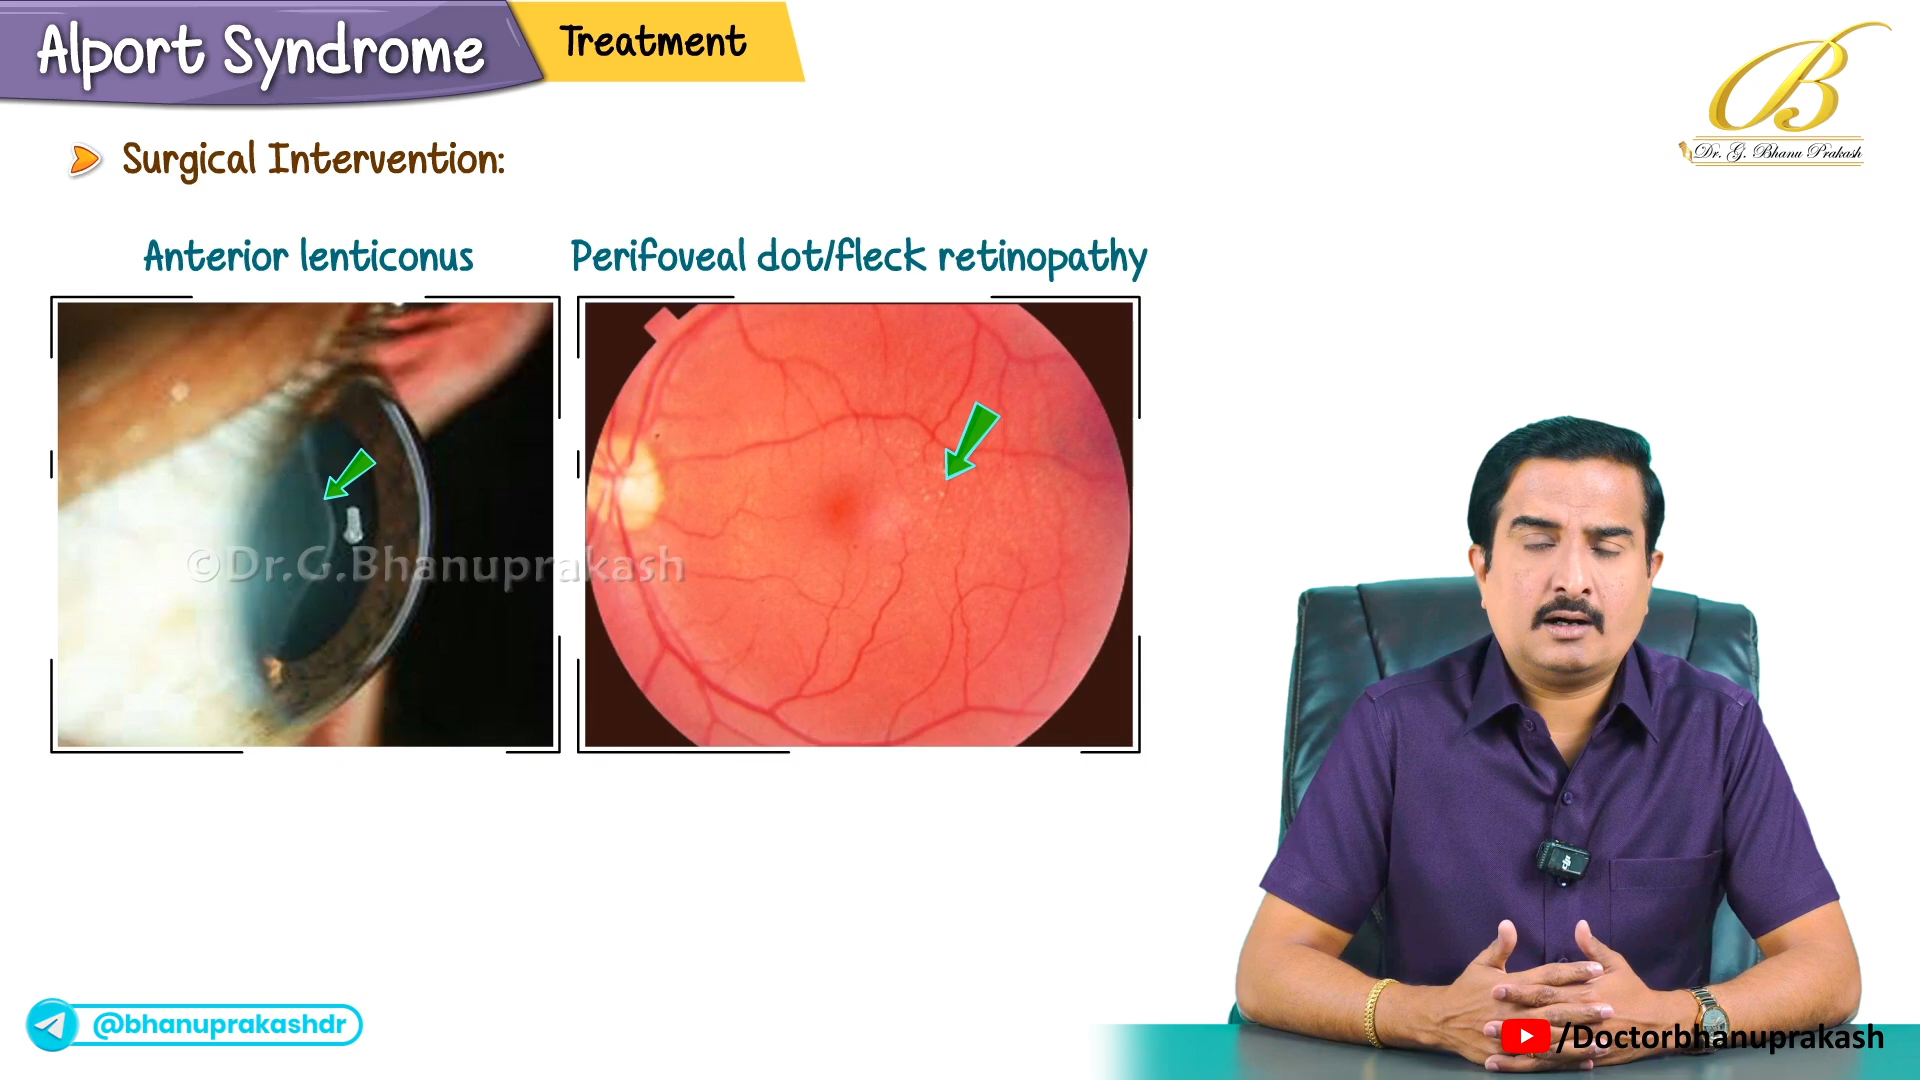 Alport Syndrome
Treatment
B
Dr. G. Bhanu Prakash
Surgical Intervention:
Anterior lenticonus
Perifoveal dot/fleck retinopathy
©Dr.G.Bhanuprakash
@bhanuprakashdr
/Doctorbhanuprakash